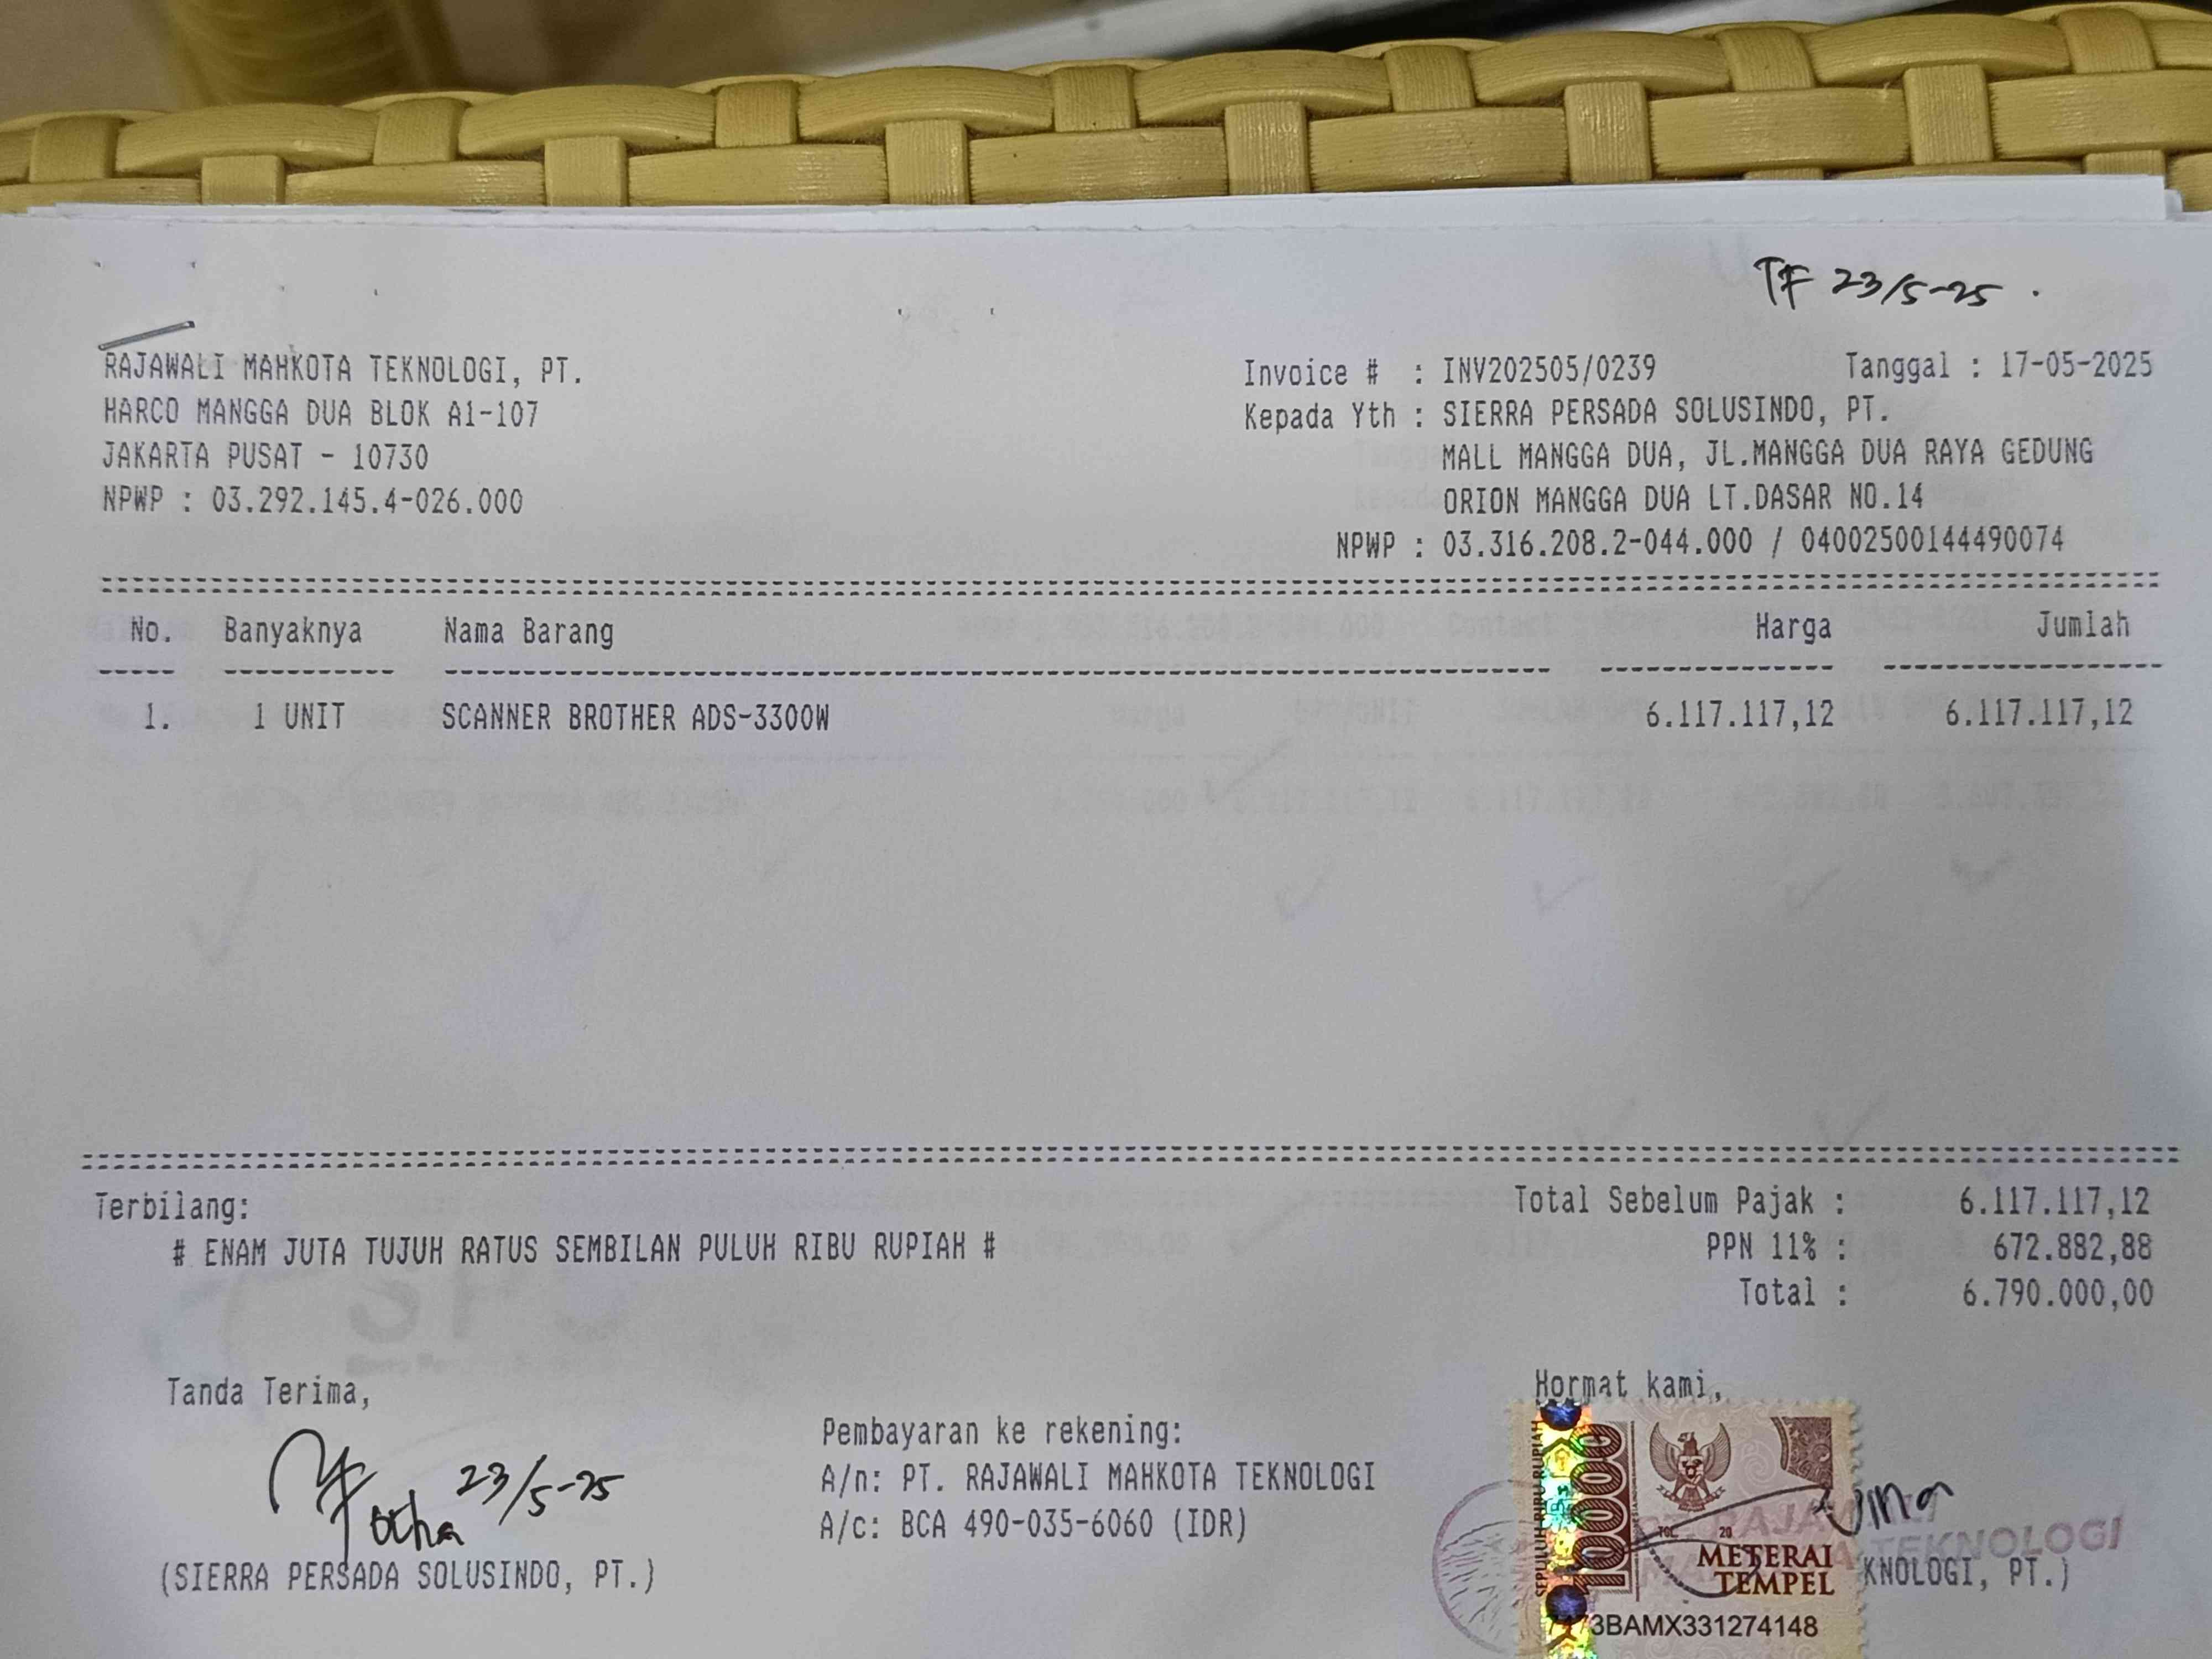 TF 23/5-25
RAJAWALI MAHKOTA TEKNOLOGI, PT.
HARCO MANGGA DUA BLOK A1-107
JAKARTA PUSAT - 10730
NPWP : 03.292.145.4-026.000
Invoice # : INV202505/0239 Tanggal : 17-05-2025
Kepada Yth : SIERRA PERSADA SOLUSINDO, PT.
MALL MANGGA DUA, JL.MANGGA DUA RAYA GEDUNG
ORION MANGGA DUA LT.DASAR NO.14
NPWP : 03.316.208.2-044.000 / 04002500144490074
No. Banyaknya Nama Barang Harga Jumlah
1. 1 UNIT SCANNER BROTHER ADS-3300W 6.117.117,12 6.117.117,12
Terbilang:
# ENAM JUTA TUJUH RATUS SEMBILAN PULUH RIBU RUPIAH #
Total Sebelum Pajak : 6.117.117,12
PPN 11% : 672.882,88
Total : 6.790.000,00
Tanda Terima,
23/5-25
(SIERRA PERSADA SOLUSINDO, PT.)
Pembayaran ke rekening:
A/n: PT. RAJAWALI MAHKOTA TEKNOLOGI
A/c: BCA 490-035-6060 (IDR)
Hormat kami,
SEPULUH RIBU RUPIAH
10000
TGL. 20
METERAI
TEMPEL
3BAMX331274148
TEKNOLOGI
KNOLOGI, PT.)